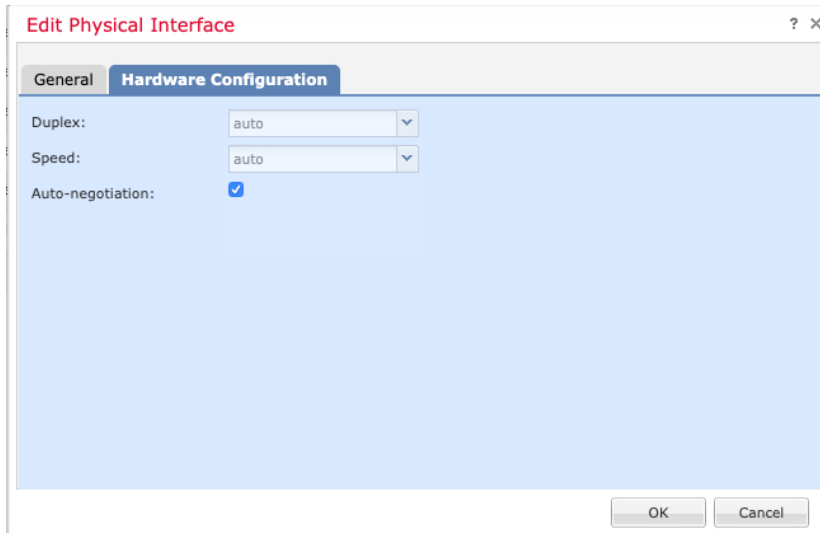 Edit Physical Interface ? ×
General Hardware Configuration
Duplex: auto
Speed: auto
Auto-negotiation:
OK Cancel